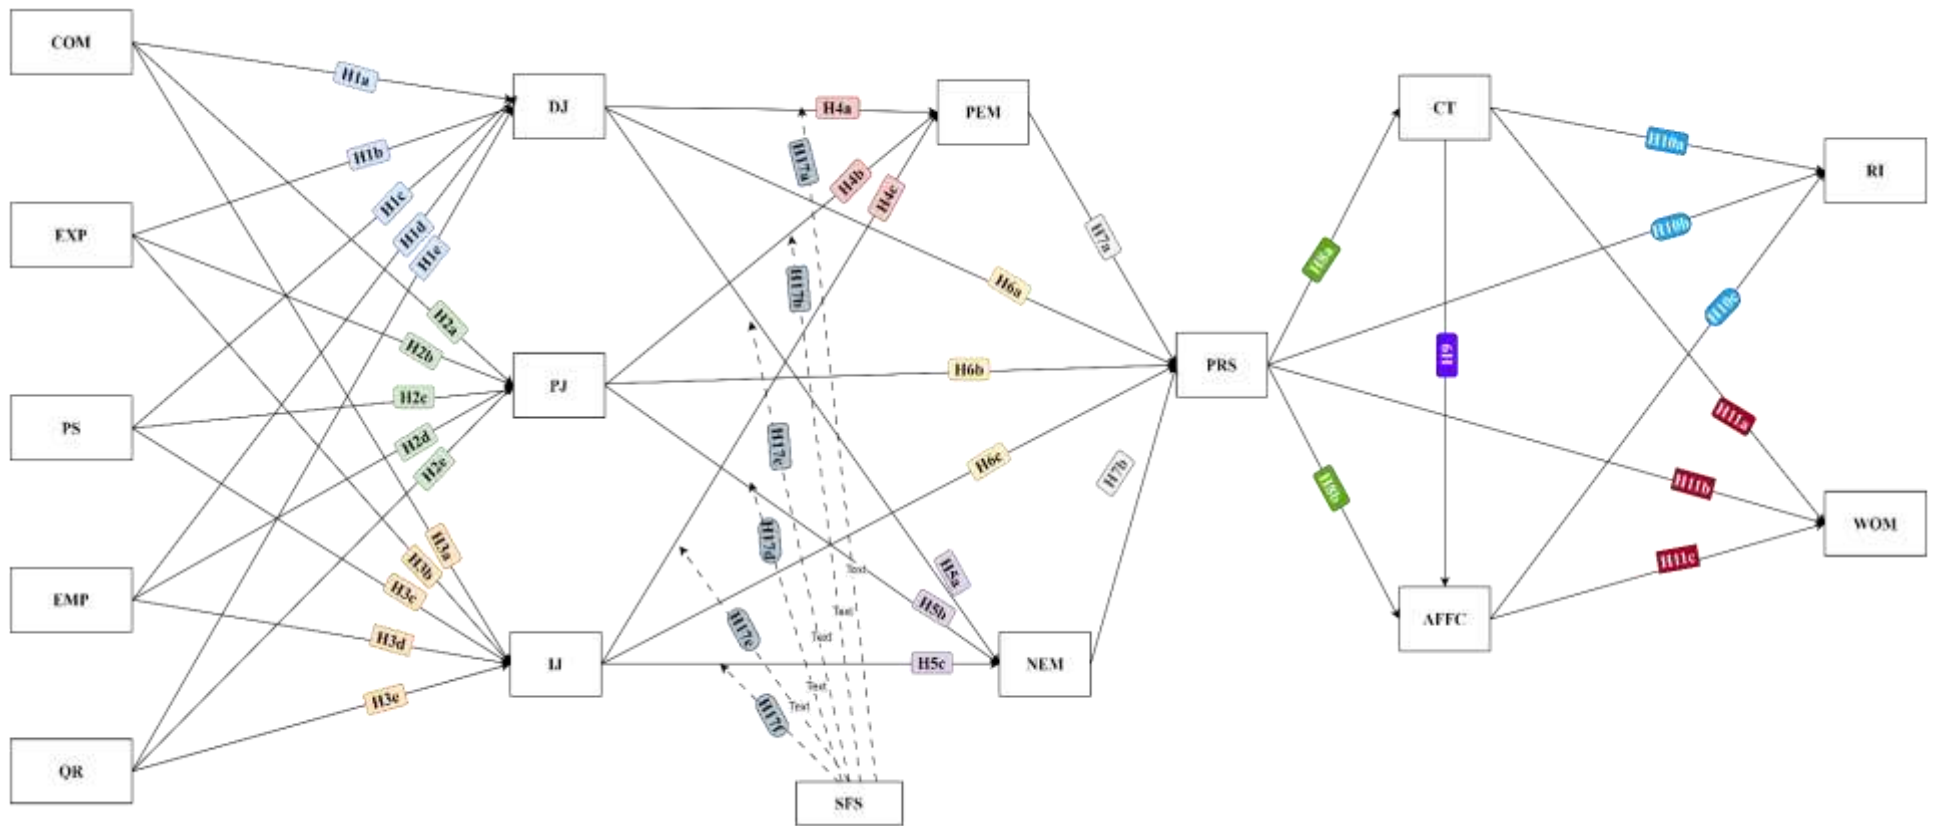 COM
EXP
PS
EMP
QR
H1a
H1b
H1c
H1d
H1e
H2a
H2b
H2c
H2d
H2e
H3a
H3b
H3c
H3d
H3e
DJ
PJ
IJ
H4a
H4b
H4c
H17a
H17b
H17c
H17d
H17e
H17f
H6a
H6b
H6c
H5a
H5b
H5c
Text
Text
Text
Text
Text
SFS
PEM
NEM
H7a
H7b
PRS
H8a
H8b
CT
H9
AFFC
H10a
H10b
H10c
H11a
H11b
H11c
RI
WOM